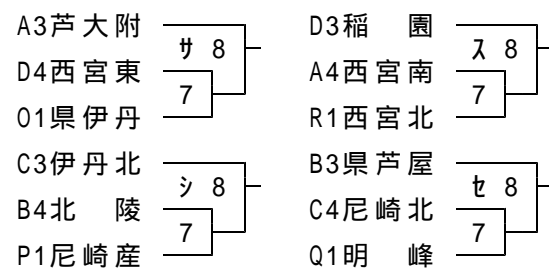 A3芦大附
サ 8
D4西宮東
7
O1県伊丹
C3伊丹北
シ 8
B4北　陵
7
P1尼崎産
D3稲　園
ス 8
A4西宮南
7
R1西宮北
B3県芦屋
セ 8
C4尼崎北
7
Q1明　峰